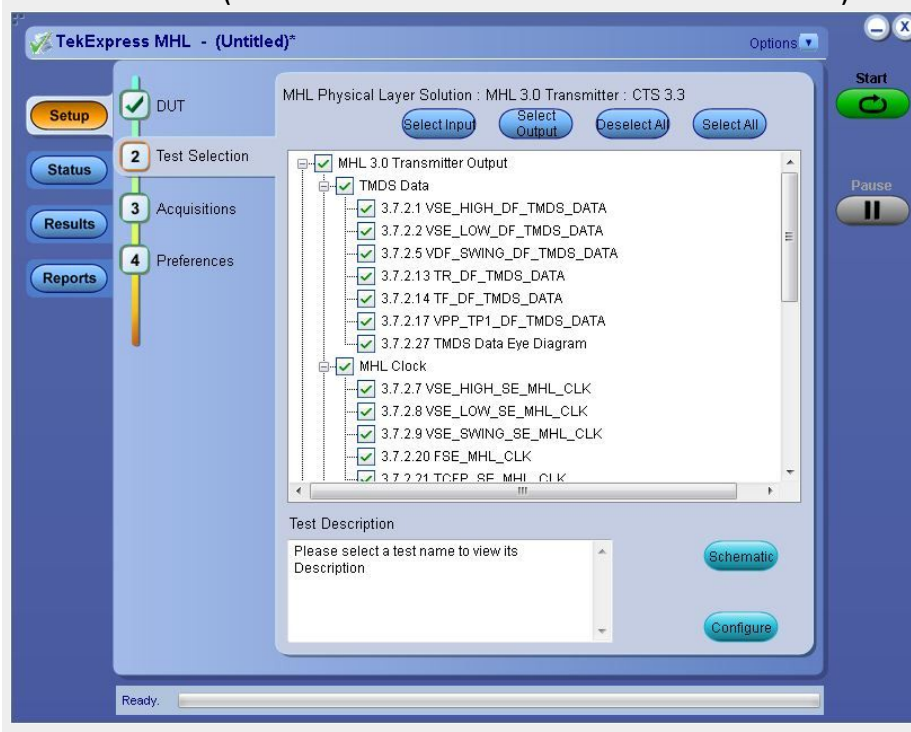 TekExpress MHL - (Untitled)*
Options
Setup
Status
Results
Reports
DUT
2 Test Selection
3 Acquisitions
4 Preferences
MHL Physical Layer Solution : MHL 3.0 Transmitter : CTS 3.3
Select Input
Select Output
Deselect All
Select All
MHL 3.0 Transmitter Output
TMDS Data
3.7.2.1 VSE_HIGH_DF_TMDS_DATA
3.7.2.2 VSE_LOW_DF_TMDS_DATA
3.7.2.5 VDF_SWING_DF_TMDS_DATA
3.7.2.13 TR_DF_TMDS_DATA
3.7.2.14 TF_DF_TMDS_DATA
3.7.2.17 VPP_TP1_DF_TMDS_DATA
3.7.2.27 TMDS Data Eye Diagram
MHL Clock
3.7.2.7 VSE_HIGH_SE_MHL_CLK
3.7.2.8 VSE_LOW_SE_MHL_CLK
3.7.2.9 VSE_SWING_SE_MHL_CLK
3.7.2.20 FSE_MHL_CLK
3.7.2.21 TCFP_SE_MHL_CLK
Test Description
Please select a test name to view its
Description
Schematic
Configure
Start
Pause
Ready.